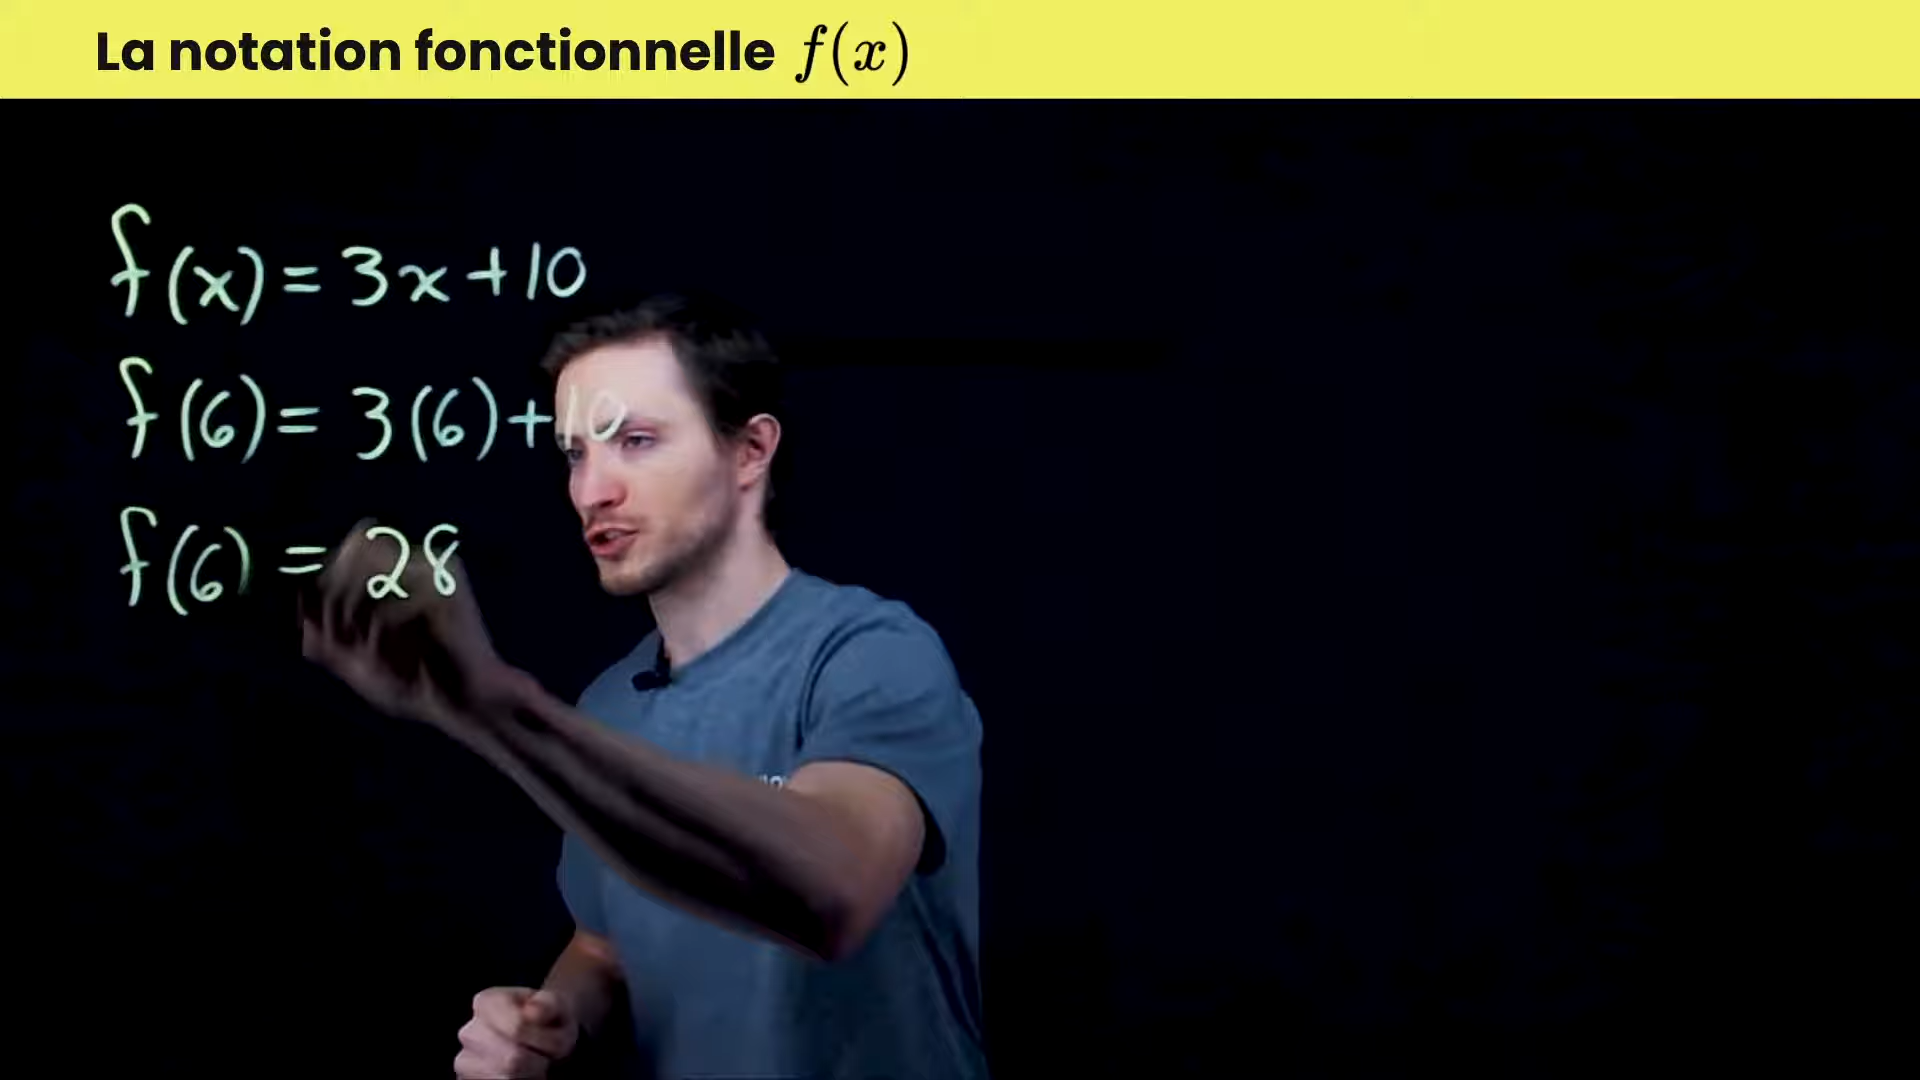 La notation fonctionnelle f(x)
f(x) = 3x + 10
f(6) = 3(6) + 10
f(6) = 28